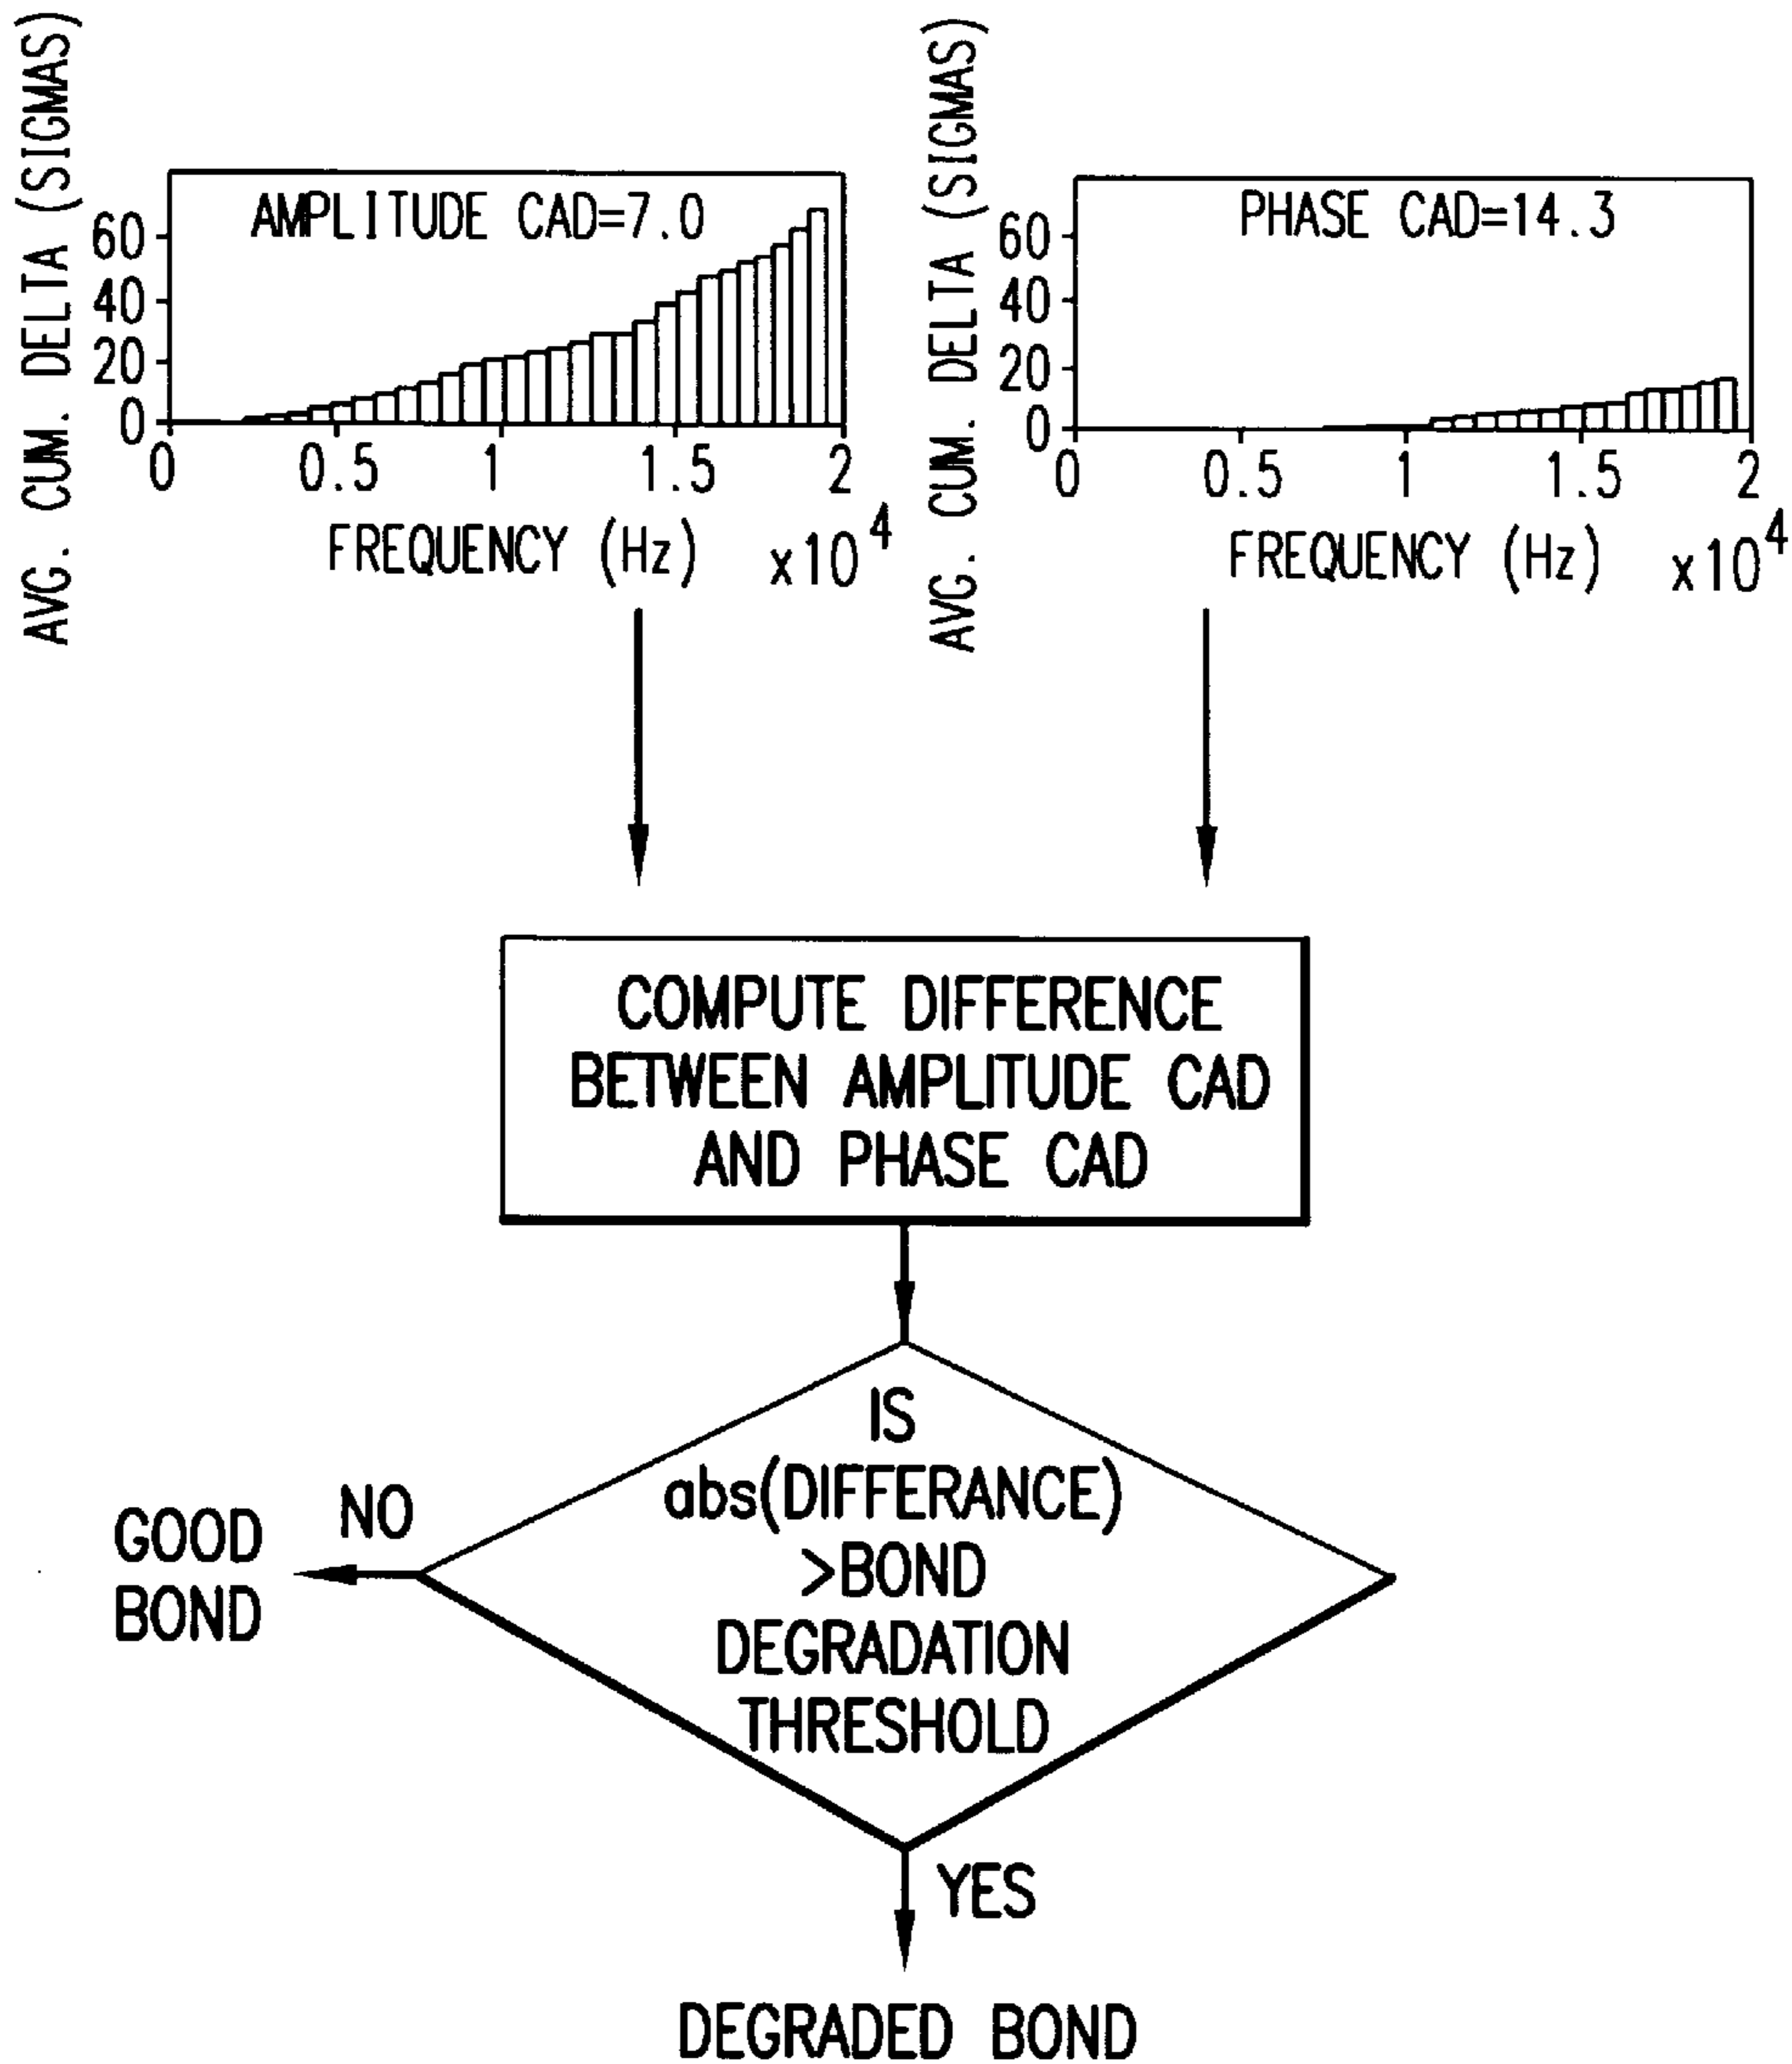 AVG. CUM. DELTA (SIGMAS)
AMPLITUDE CAD=7.0
60
40
20
0
0 0.5 1 1.5 2
FREQUENCY (Hz) x10^4
AVG. CUM. DELTA (SIGMAS)
PHASE CAD=14.3
60
40
20
0
0 0.5 1 1.5 2
FREQUENCY (Hz) x10^4
COMPUTE DIFFERENCE
BETWEEN AMPLITUDE CAD
AND PHASE CAD
IS
abs(DIFFERANCE)
>BOND
DEGRADATION
THRESHOLD
NO
GOOD
BOND
YES
DEGRADED BOND